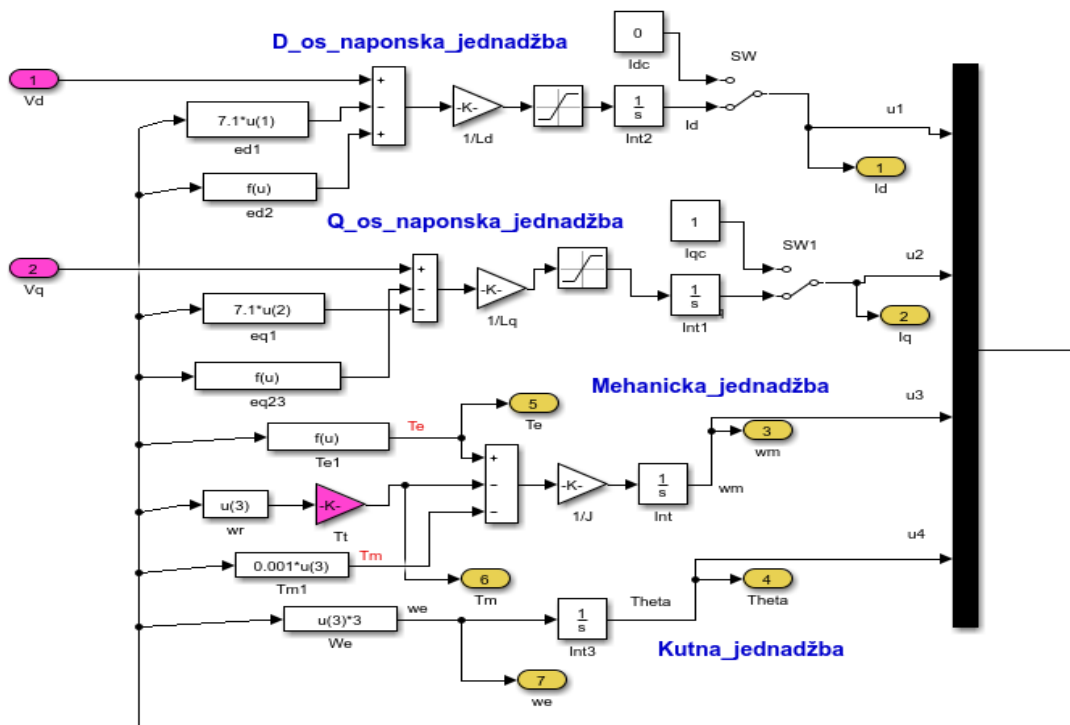 D_os_naponska_jednadžba
0
Idc
SW
1
Vd
+
−
+
-K-
1/Ld
1
s
Int2
Id
u1
7.1*u(1)
ed1
f(u)
ed2
1
Id
Q_os_naponska_jednadžba
1
Iqc
SW1
2
Vq
+
−
−
-K-
1/Lq
1
s
Int1
q
u2
7.1*u(2)
eq1
f(u)
eq23
2
Iq
Mehanicka_jednadžba
u3
f(u)
Te1
Te
5
Te
3
wm
+
−
−
-K-
1/J
1
s
Int
wm
u(3)
wr
-K-
Tt
u4
0.001*u(3)
Tm1
Tm
6
Tm
4
Theta
u(3)*3
We
we
1
s
Int3
Theta
Kutna_jednadžba
7
we